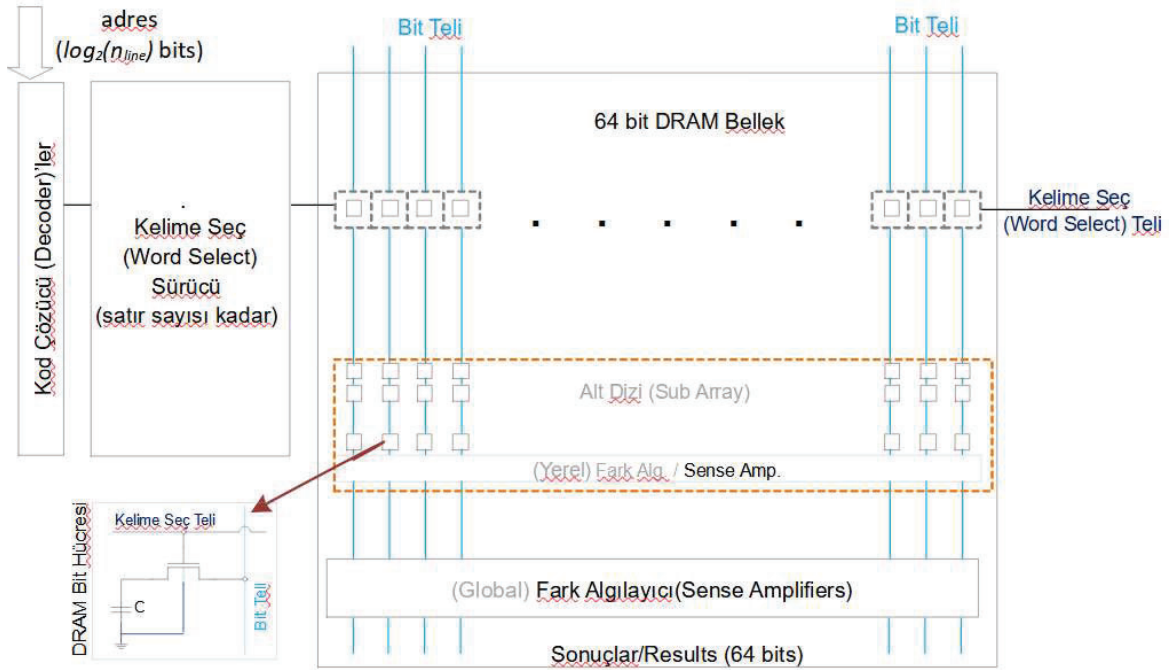 adres
(log2(nline) bits)
Kod Çözücü (Decoder)'ler
.
Kelime Seç
(Word Select)
Sürücü
(satır sayısı kadar)
Bit Teli
Bit Teli
64 bit DRAM Bellek
. . . . .
Kelime Seç
(Word Select) Teli
Alt Dizi (Sub Array)
(Yerel) Fark Alg. / Sense Amp.
DRAM Bit Hücresi
Kelime Seç Teli
C
Bit Teli
(Global) Fark Algılayıcı(Sense Amplifiers)
Sonuçlar/Results (64 bits)